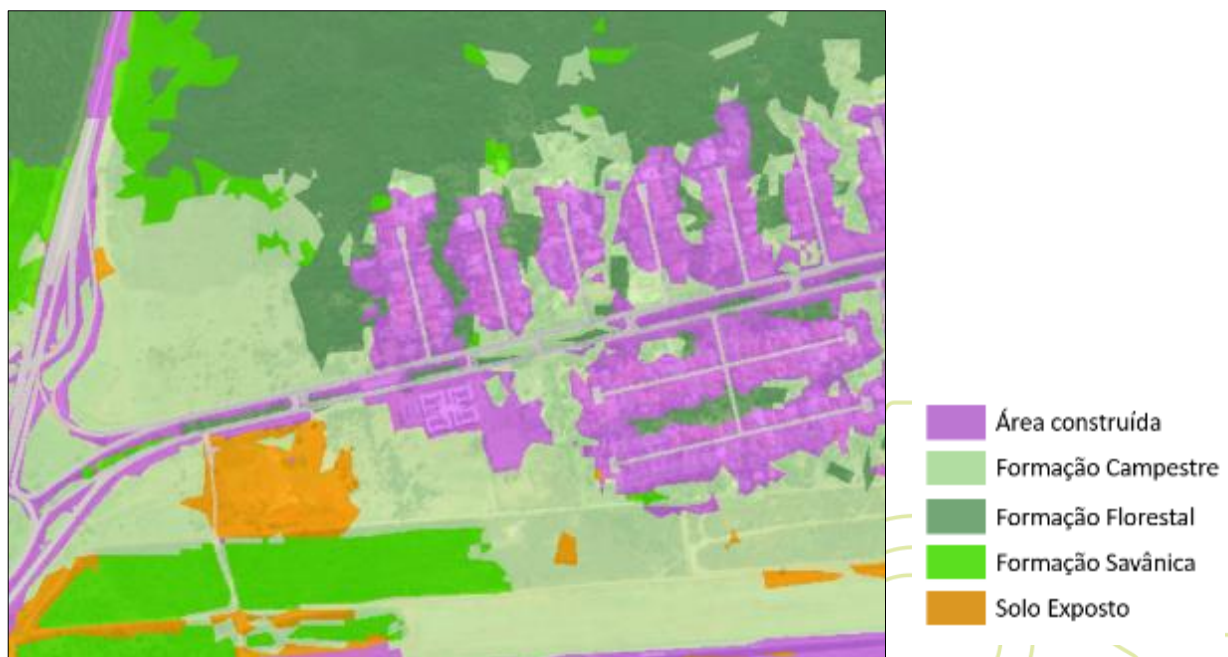 Área construída
Formação Campestre
Formação Florestal
Formação Savânica
Solo Exposto